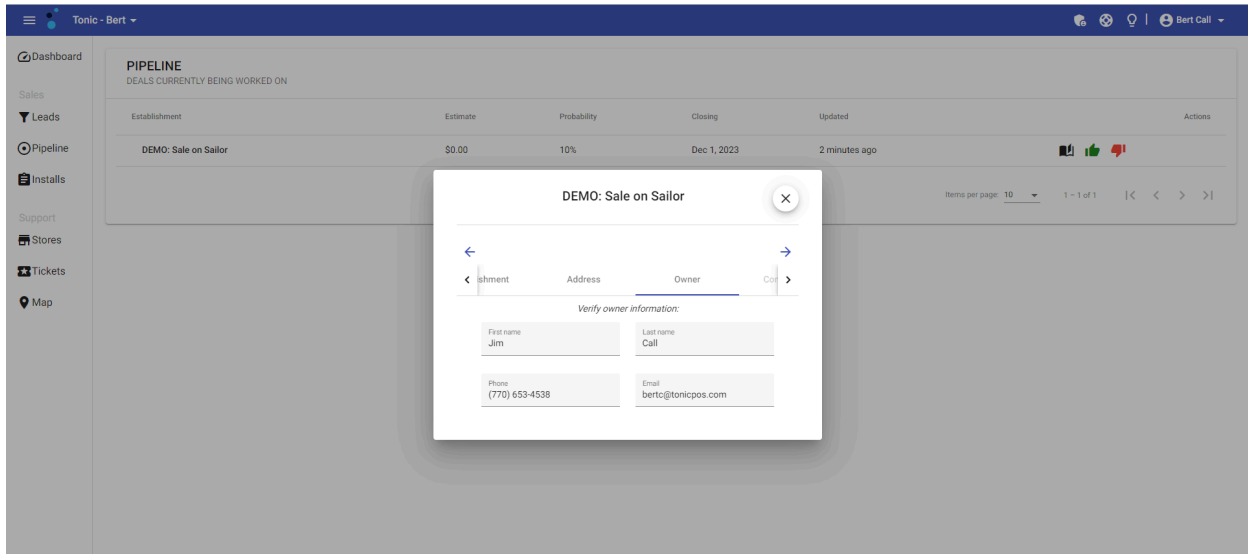 Tonic - Bert
Bert Call
Dashboard
Sales
Leads
Pipeline
Installs
Support
Stores
Tickets
Map
PIPELINE
DEALS CURRENTLY BEING WORKED ON
Establishment Estimate Probability Closing Updated Actions
DEMO: Sale on Sailor $0.00 10% Dec 1, 2023 2 minutes ago
Items per page: 10 1 – 1 of 1
DEMO: Sale on Sailor
shment Address Owner Cor
Verify owner information:
First name Last name
Jim Call
Phone Email
(770) 653-4538 bertc@tonicpos.com